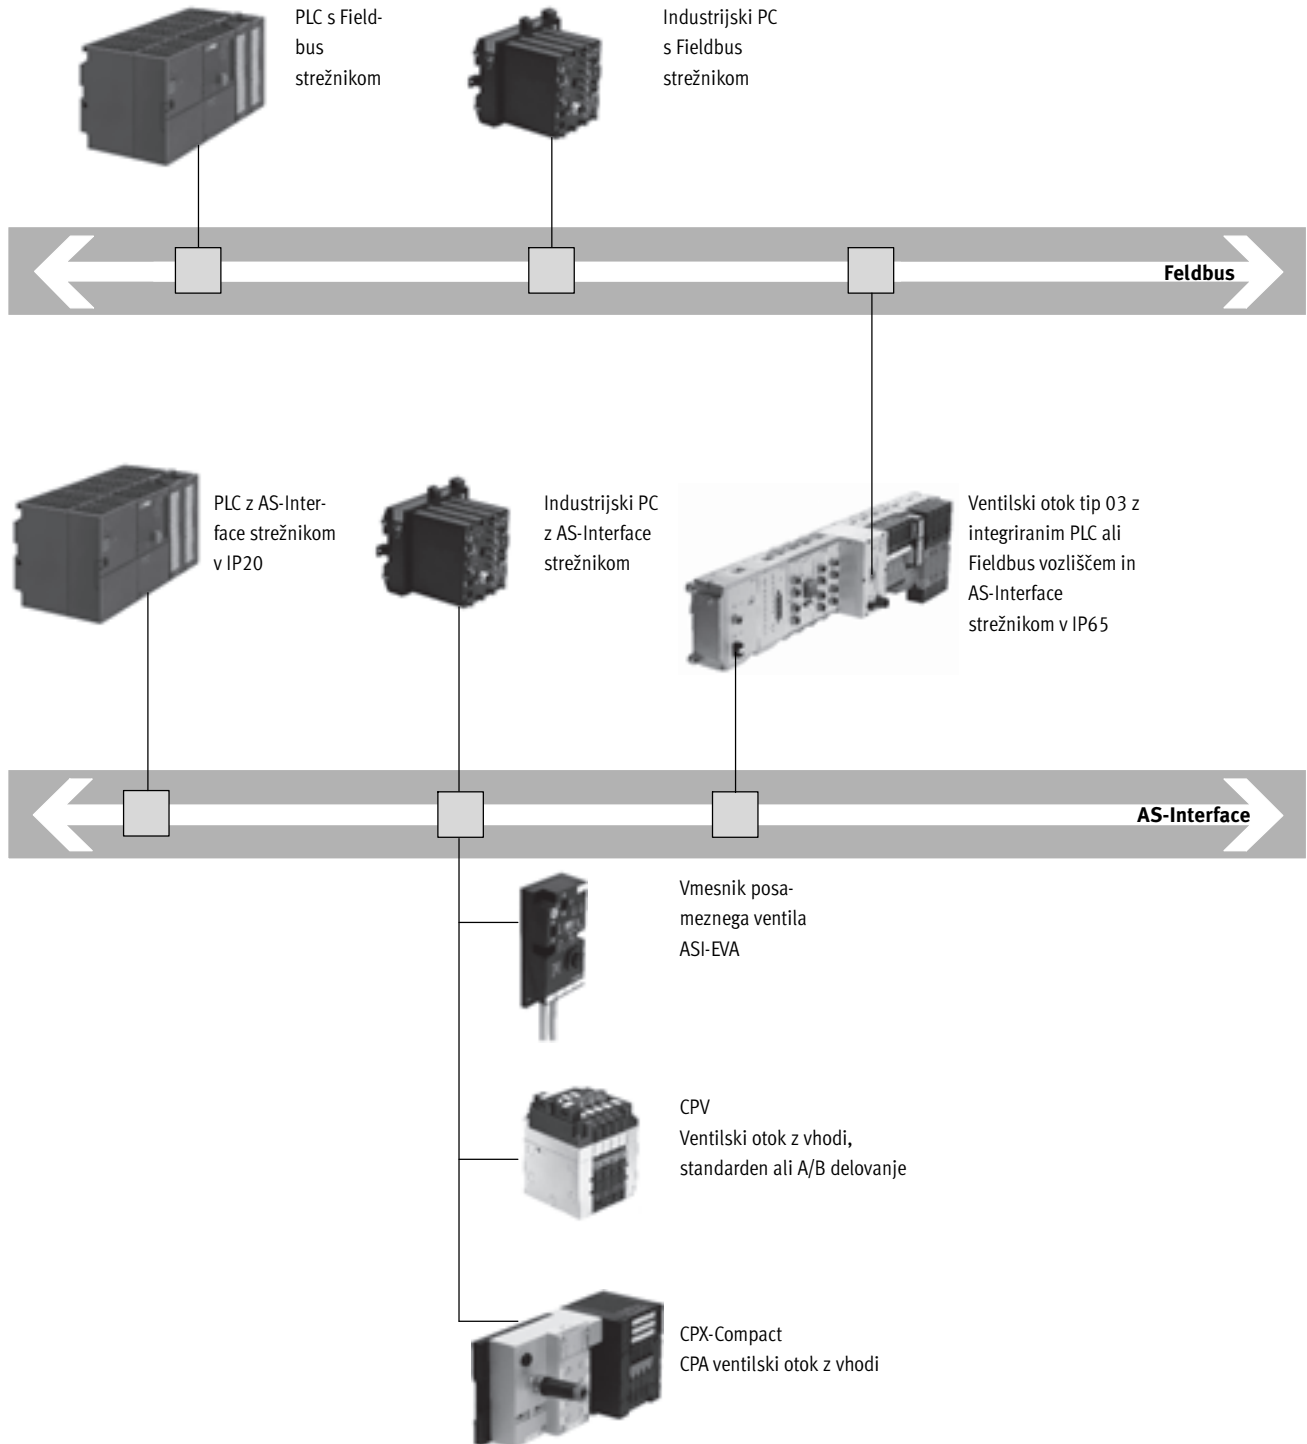 PLC s Field-
bus
strežnikom
Industrijski PC
s Fieldbus
strežnikom
Feldbus
PLC z AS-Inter-
face strežnikom
v IP20
Industrijski PC
z AS-Interface
strežnikom
Ventilski otok tip 03 z
integriranim PLC ali
Fieldbus vozliščem in
AS-Interface
strežnikom v IP65
AS-Interface
Vmesnik posa-
meznega ventila
ASI-EVA
CPV
Ventilski otok z vhodi,
standarden ali A/B delovanje
CPX-Compact
CPA ventilski otok z vhodi